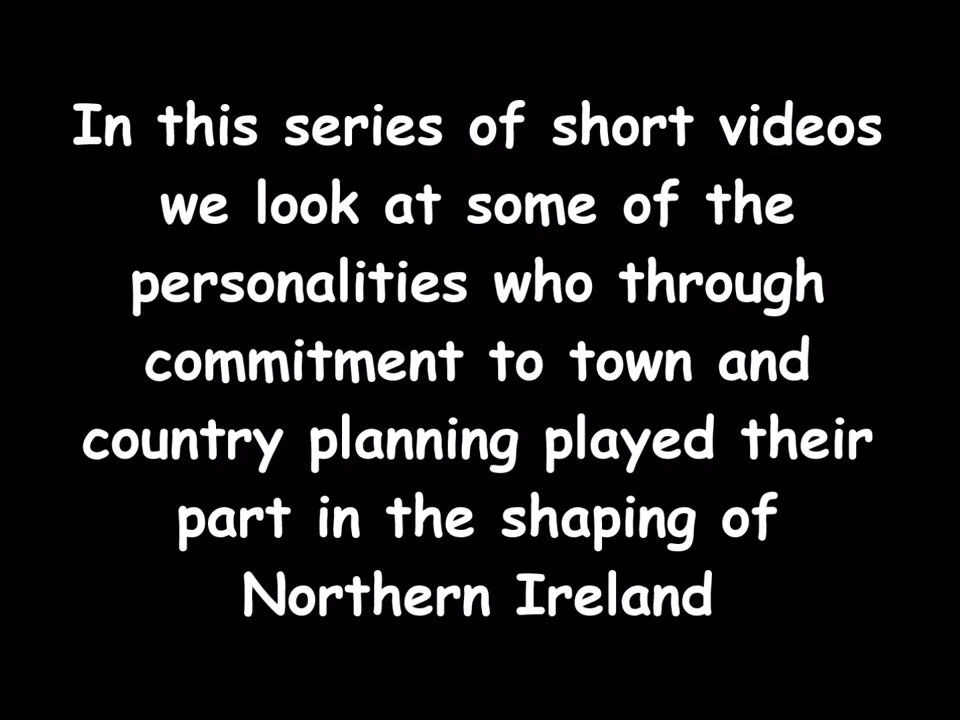 In this series of short videos
we look at some of the
personalities who through
commitment to town and
country planning played their
part in the shaping of
Northern Ireland